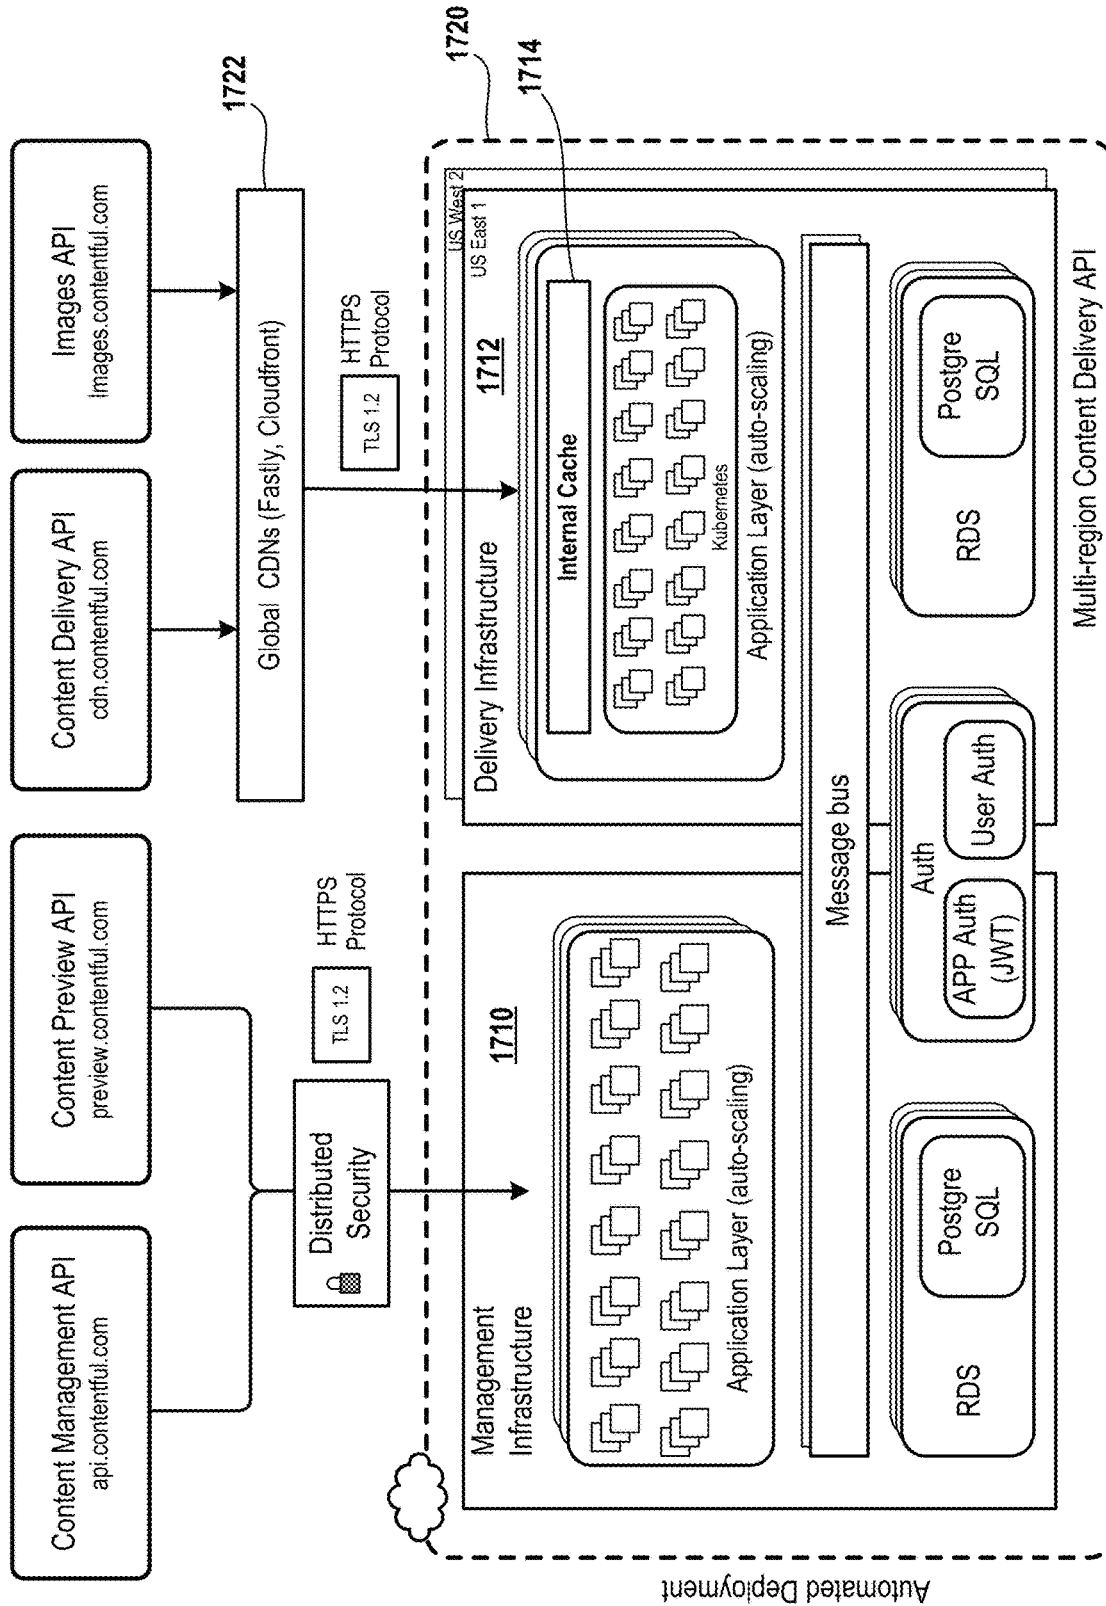 Content Management API
api.contentful.com
Content Preview API
preview.contentful.com
Content Delivery API
cdn.contentful.com
Images API
Images.contentful.com
Distributed
Security
TLS 1.2
HTTPS
Protocol
Global CDNs (Fastly, Cloudfront)
1722
TLS 1.2
HTTPS
Protocol
1720
1714
Automated Deployment
Management
Infrastructure
1710
Application Layer (auto-scaling)
US West 2
US East 1
Delivery Infrastructure
1712
Internal Cache
Kubernetes
Application Layer (auto-scaling)
Message bus
RDS
Postgre
SQL
Auth
APP Auth
(JWT)
User Auth
RDS
Postgre
SQL
Multi-region Content Delivery API